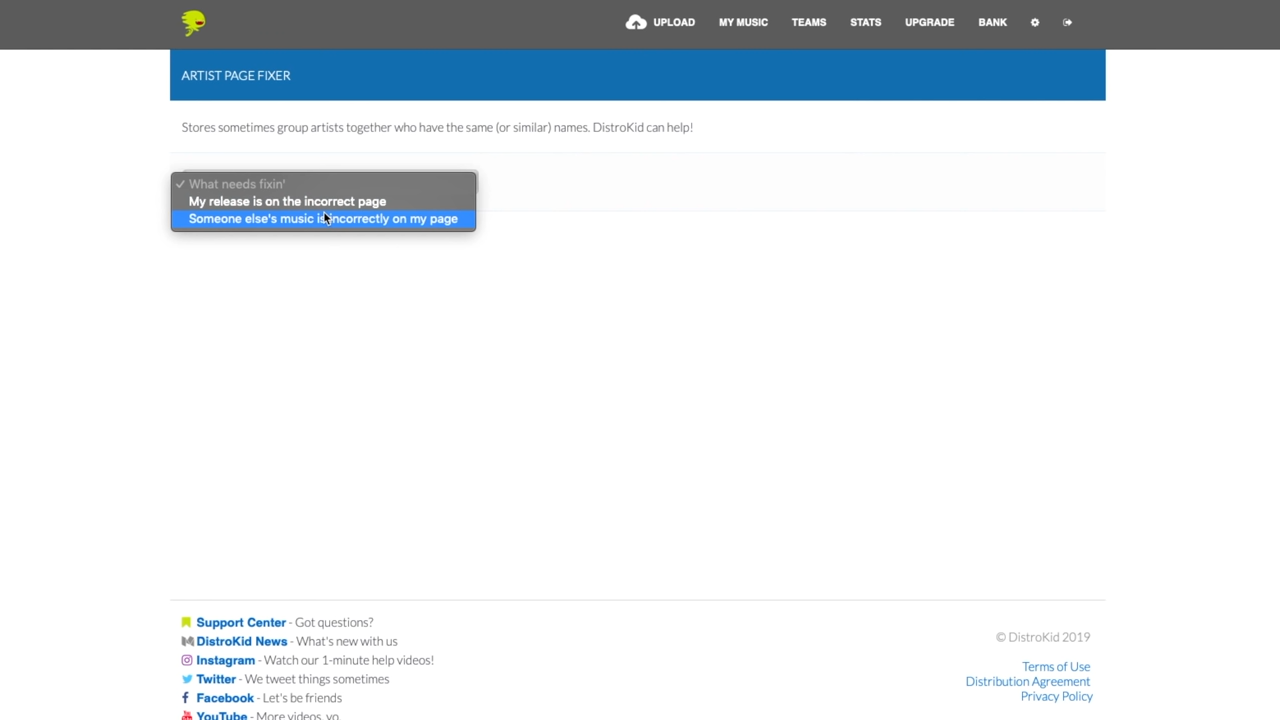 UPLOAD
MY MUSIC
TEAMS
STATS
UPGRADE
BANK
ARTIST PAGE FIXER
Stores sometimes group artists together who have the same (or similar) names. DistroKid can help!
✓ What needs fixin'
My release is on the incorrect page
Someone else's music is incorrectly on my page
Support Center - Got questions?
DistroKid News - What's new with us
Instagram - Watch our 1-minute help videos!
Twitter - We tweet things sometimes
Facebook - Let's be friends
YouTube - More videos, yo.
© DistroKid 2019
Terms of Use
Distribution Agreement
Privacy Policy